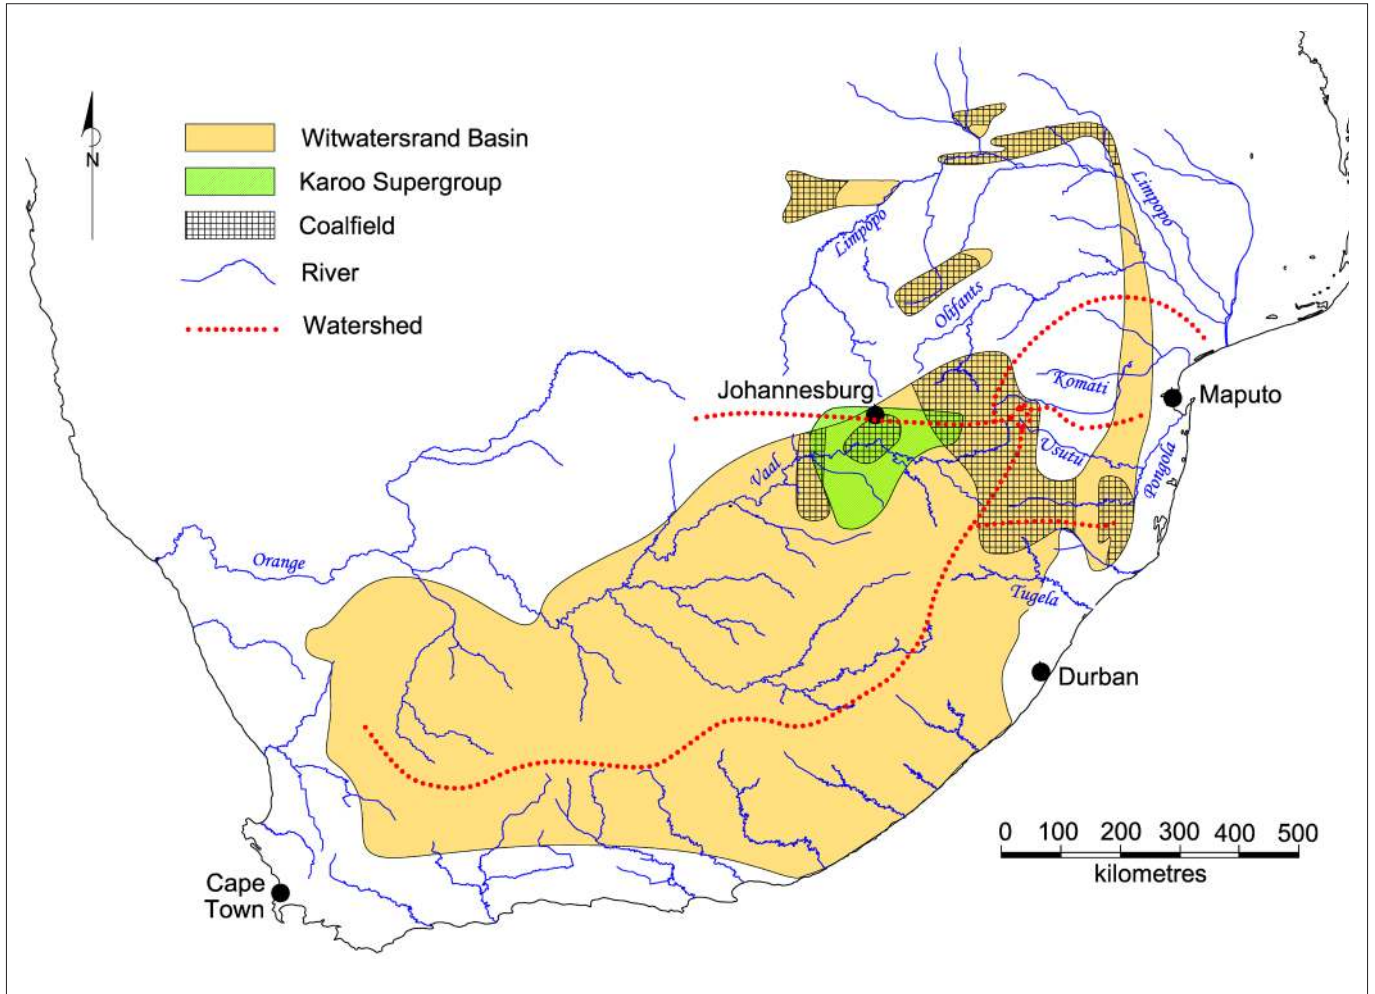 N
Witwatersrand Basin
Karoo Supergroup
Coalfield
River
Watershed
Limpopo
Limpopo
Olifants
Johannesburg
Komati
Maputo
Usutu
Pongola
Vaal
Orange
Tugela
Durban
0 100 200 300 400 500
kilometres
Cape
Town